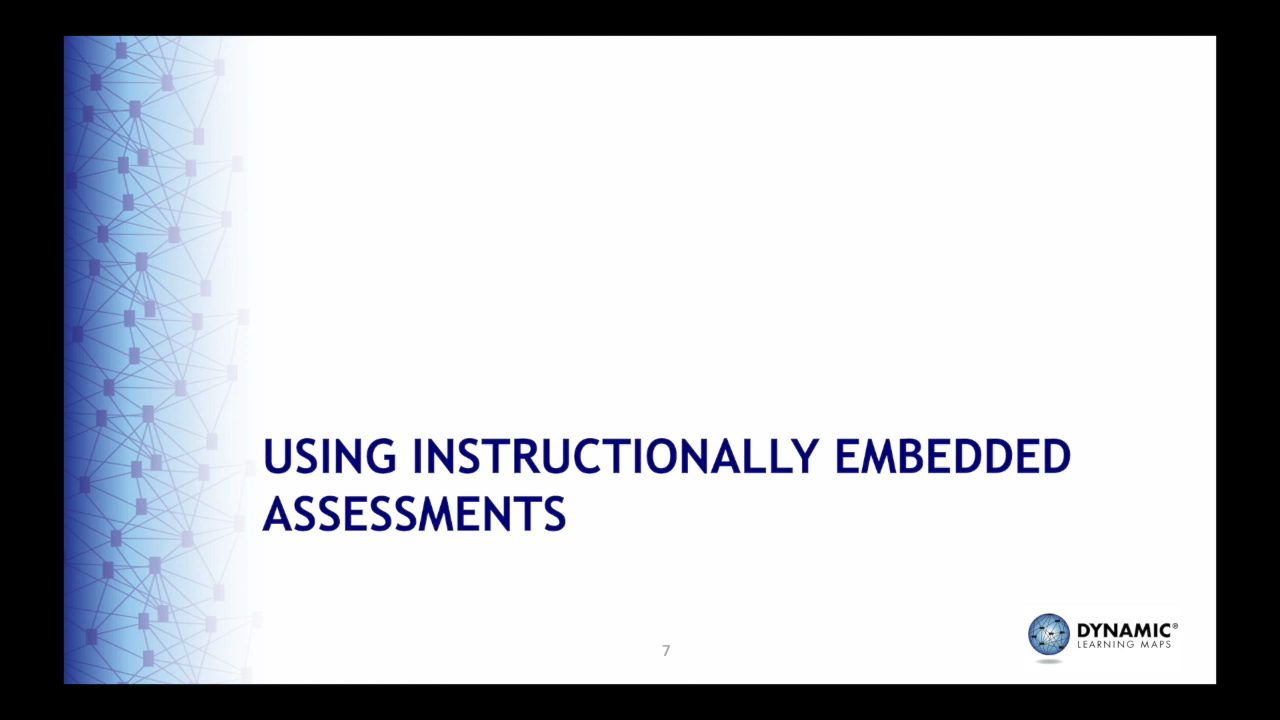 USING INSTRUCTIONALLY EMBEDDED
ASSESSMENTS
7
DYNAMIC®
LEARNING MAPS